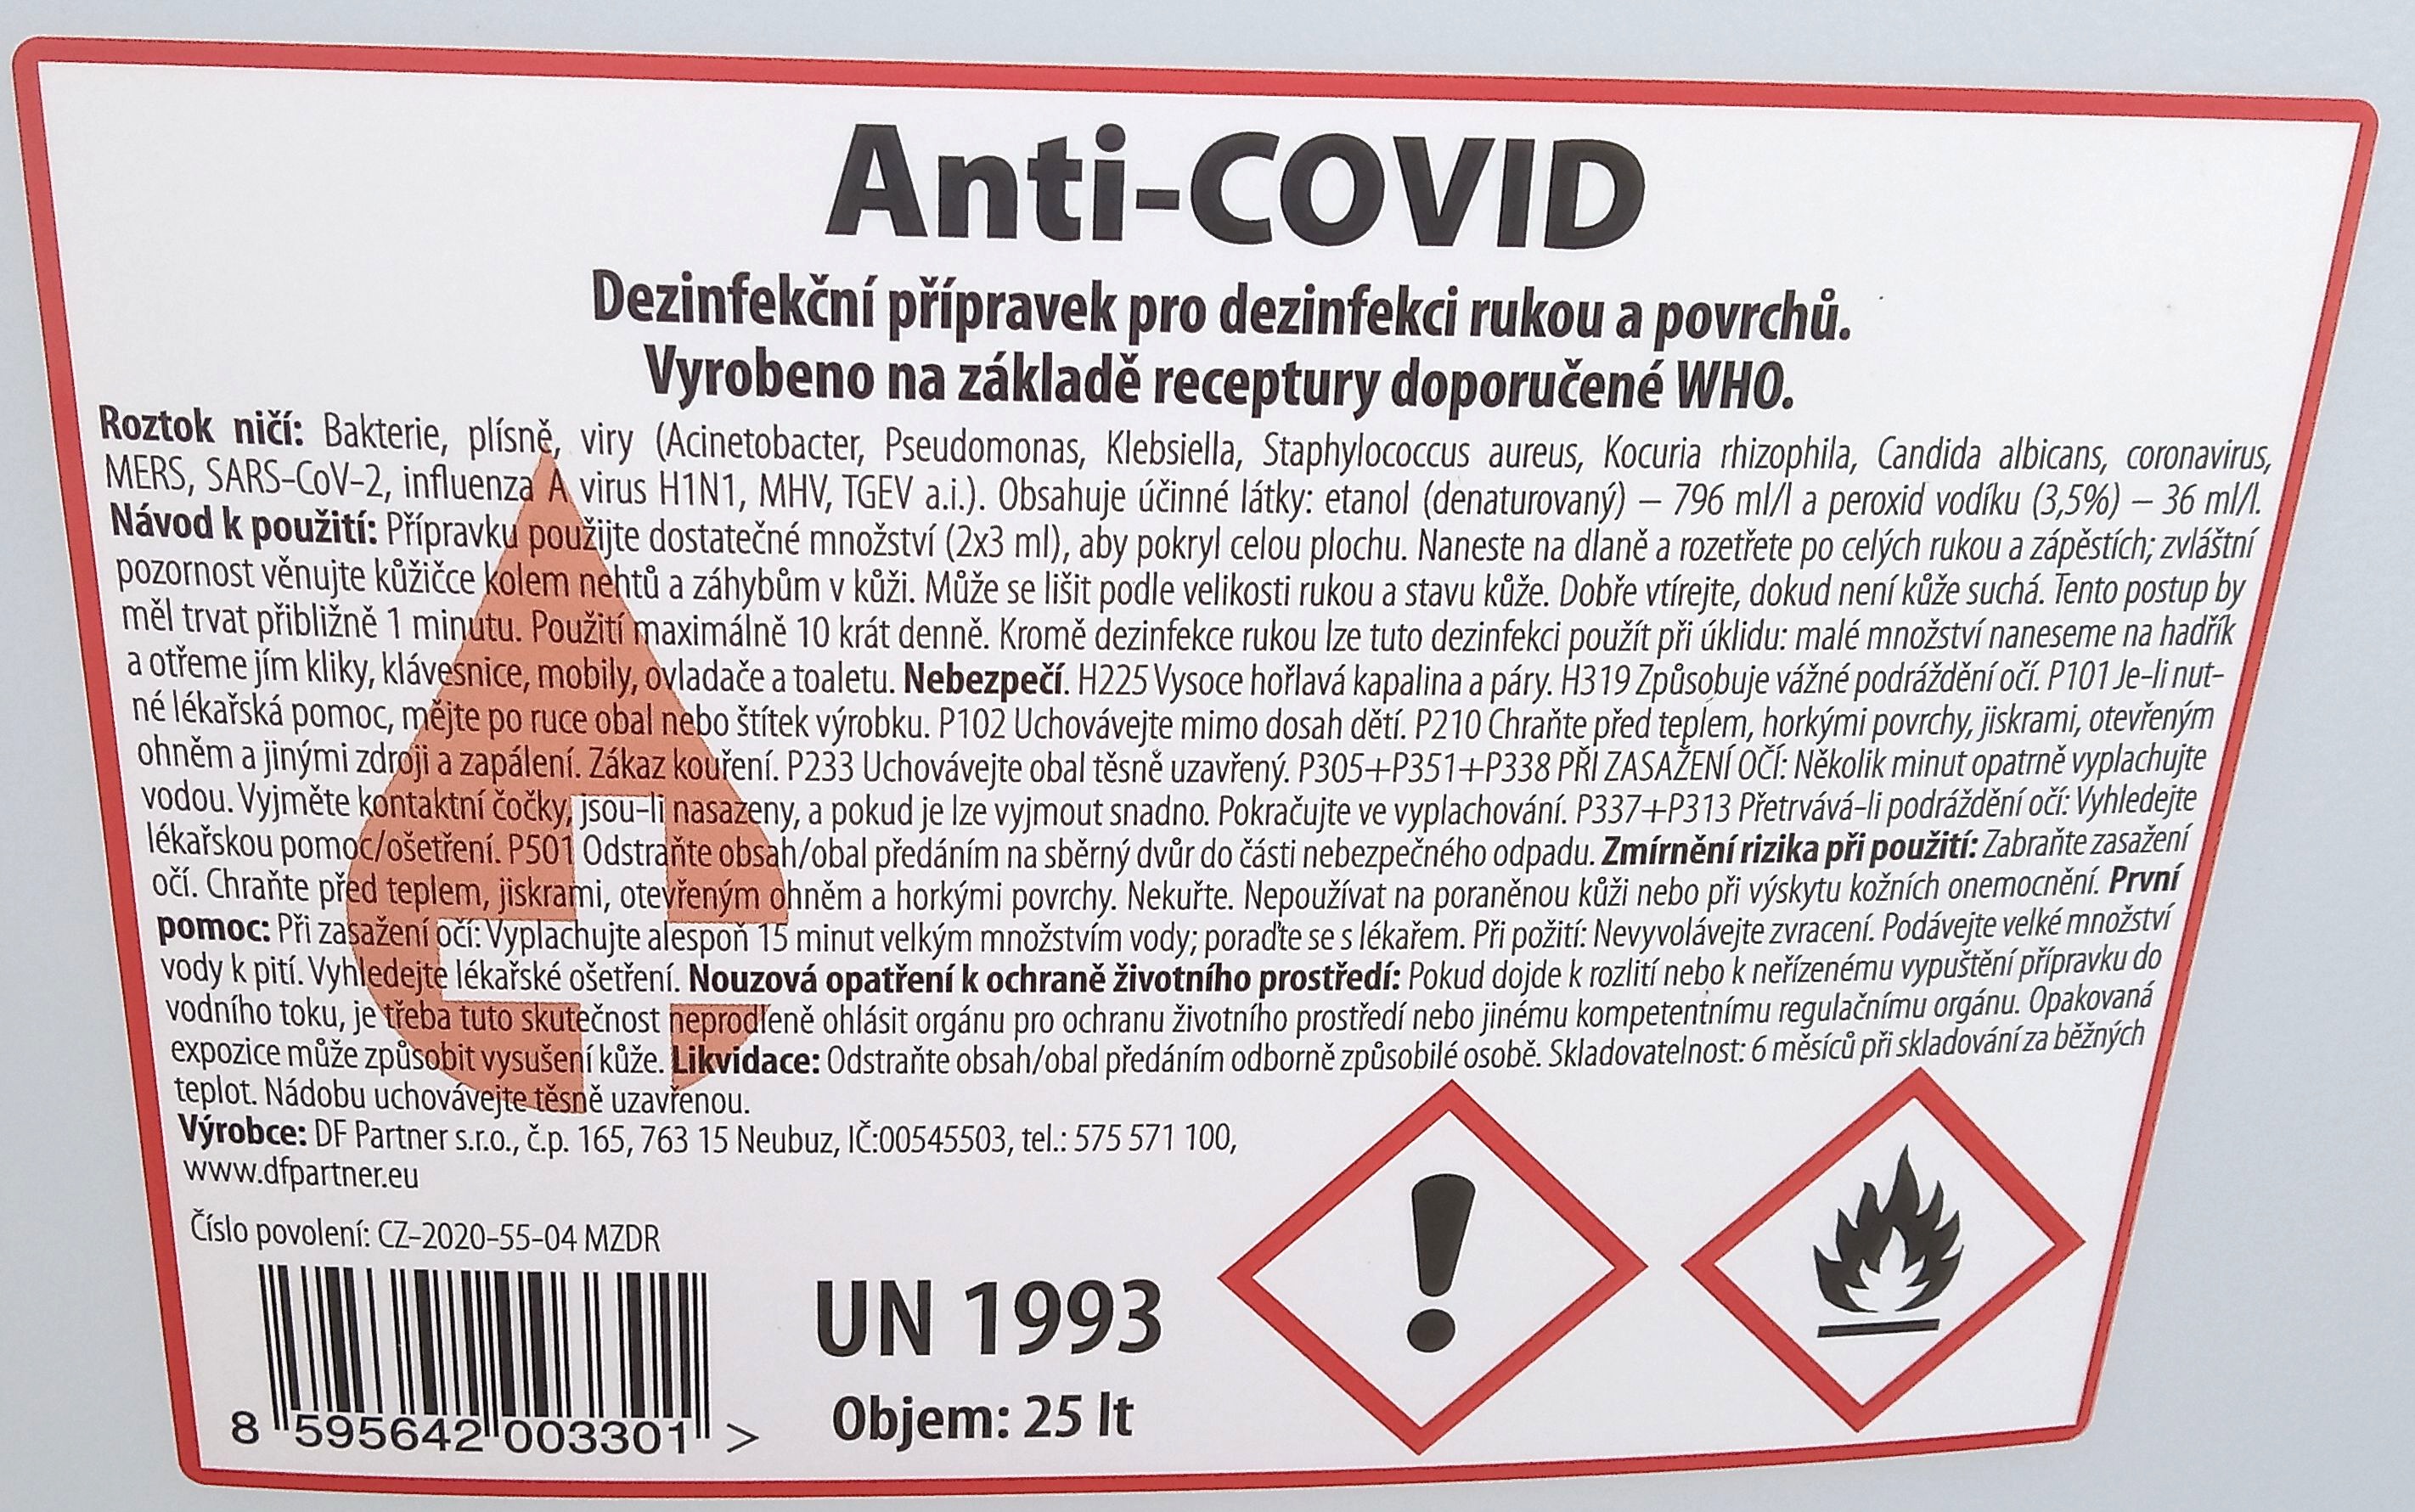 Anti-COVID
Dezinfekční přípravek pro dezinfekci rukou a povrchů.
Vyrobeno na základě receptury doporučené WHO.
Roztok ničí: Bakterie, plísně, viry (Acinetobacter, Pseudomonas, Klebsiella, Staphylococcus aureus, Kocuria rhizophila, Candida albicans, coronavirus,
MERS, SARS-CoV-2, influenza A virus H1N1, MHV, TGEV a.i.). Obsahuje účinné látky: etanol (denaturovaný) – 796 ml/l a peroxid vodíku (3,5%) – 36 ml/l.
Návod k použití: Přípravku použijte dostatečné množství (2x3 ml), aby pokryl celou plochu. Naneste na dlaně a rozetřete po celých rukou a zápěstích; zvláštní
pozornost věnujte kůžičce kolem nehtů a záhybům v kůži. Může se lišit podle velikosti rukou a stavu kůže. Dobře vtírejte, dokud není kůže suchá. Tento postup by
měl trvat přibližně 1 minutu. Použití maximálně 10 krát denně. Kromě dezinfekce rukou lze tuto dezinfekci použít při úklidu: malé množství naneseme na hadřík
a otřeme jím kliky, klávesnice, mobily, ovladače a toaletu. Nebezpečí. H225 Vysoce hořlavá kapalina a páry. H319 Způsobuje vážné podráždění očí. P101 Je-li nut-
né lékařská pomoc, mějte po ruce obal nebo štítek výrobku. P102 Uchovávejte mimo dosah dětí. P210 Chraňte před teplem, horkými povrchy, jiskrami, otevřeným
ohněm a jinými zdroji a zapálení. Zákaz kouření. P233 Uchovávejte obal těsně uzavřený. P305+P351+P338 PŘI ZASAŽENÍ OČÍ: Několik minut opatrně vyplachujte
vodou. Vyjměte kontaktní čočky, jsou-li nasazeny, a pokud je lze vyjmout snadno. Pokračujte ve vyplachování. P337+P313 Přetrvává-li podráždění očí: Vyhledejte
lékařskou pomoc/ošetření. P501 Odstraňte obsah/obal předáním na sběrný dvůr do části nebezpečného odpadu. Zmírnění rizika při použití: Zabraňte zasažení
očí. Chraňte před teplem, jiskrami, otevřeným ohněm a horkými povrchy. Nekuřte. Nepoužívat na poraněnou kůži nebo při výskytu kožních onemocnění. První
pomoc: Při zasažení očí: Vyplachujte alespoň 15 minut velkým množstvím vody; poraďte se s lékařem. Při požití: Nevyvolávejte zvracení. Podávejte velké množství
vody k pití. Vyhledejte lékařské ošetření. Nouzová opatření k ochraně životního prostředí: Pokud dojde k rozlití nebo k neřízenému vypuštění přípravku do
vodního toku, je třeba tuto skutečnost neprodleně ohlásit orgánu pro ochranu životního prostředí nebo jinému kompetentnímu regulačnímu orgánu. Opakovaná
expozice může způsobit vysušení kůže. Likvidace: Odstraňte obsah/obal předáním odborně způsobilé osobě. Skladovatelnost: 6 měsíců při skladování za běžných
teplot. Nádobu uchovávejte těsně uzavřenou.
Výrobce: DF Partner s.r.o., č.p. 165, 763 15 Neubuz, IČ:00545503, tel.: 575 571 100,
www.dfpartner.eu
Číslo povolení: CZ-2020-55-04 MZDR
UN 1993
Objem: 25 lt
8 595642 003301 >